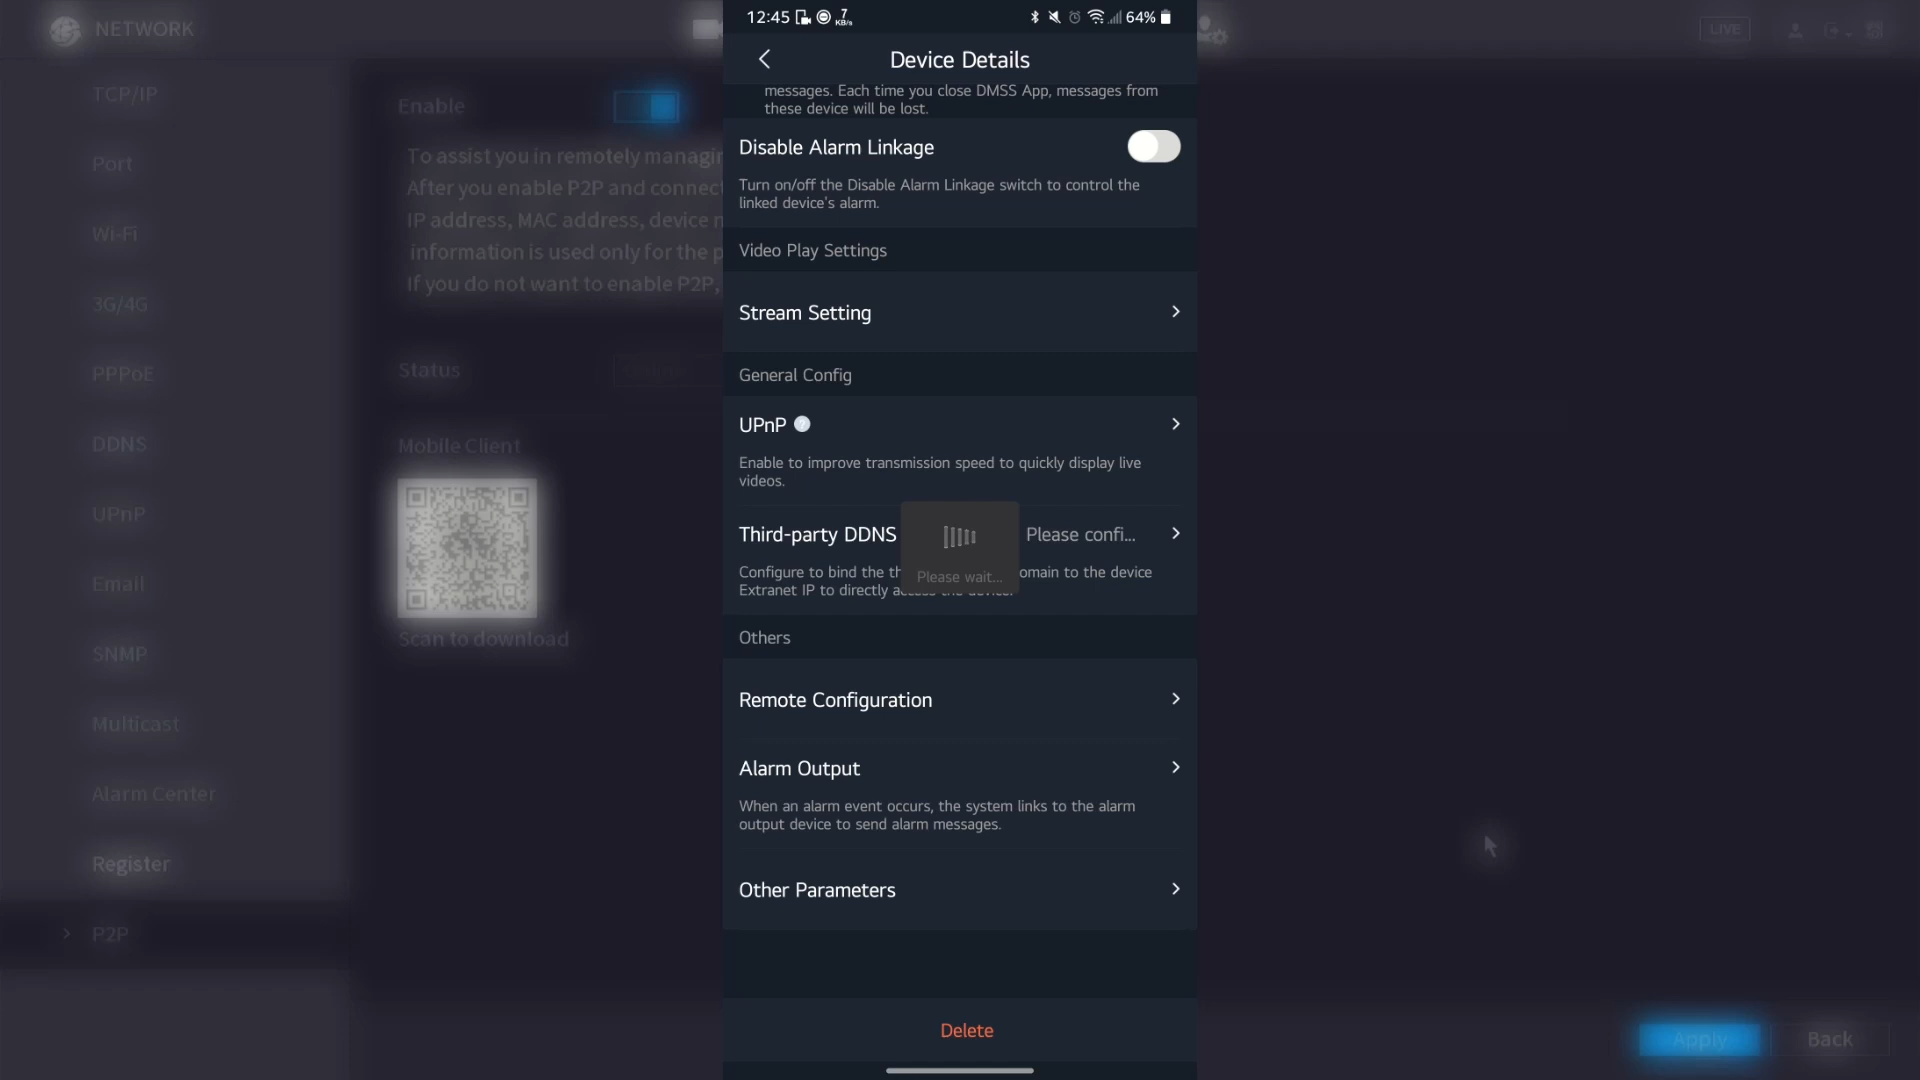 NETWORK
LIVE
TCP/IP
Port
Wi-Fi
3G/4G
PPPoE
DDNS
UPnP
Email
SNMP
Multicast
Alarm Center
Register
P2P
Enable
To assist you in remotely managin
After you enable P2P and connect
IP address, MAC address, device n
information is used only for the p
If you do not want to enable P2P,
Status
Mobile Client
Scan to download
Apply
Back
12:45
7
KB/s
64%
Device Details
messages. Each time you close DMSS App, messages from
these device will be lost.
Disable Alarm Linkage
Turn on/off the Disable Alarm Linkage switch to control the
linked device's alarm.
Video Play Settings
Stream Setting
General Config
UPnP ?
Enable to improve transmission speed to quickly display live
videos.
Third-party DDNS Please confi...
Configure to bind the th omain to the device
Extranet IP to directly access the device.
Please wait...
Others
Remote Configuration
Alarm Output
When an alarm event occurs, the system links to the alarm
output device to send alarm messages.
Other Parameters
Delete